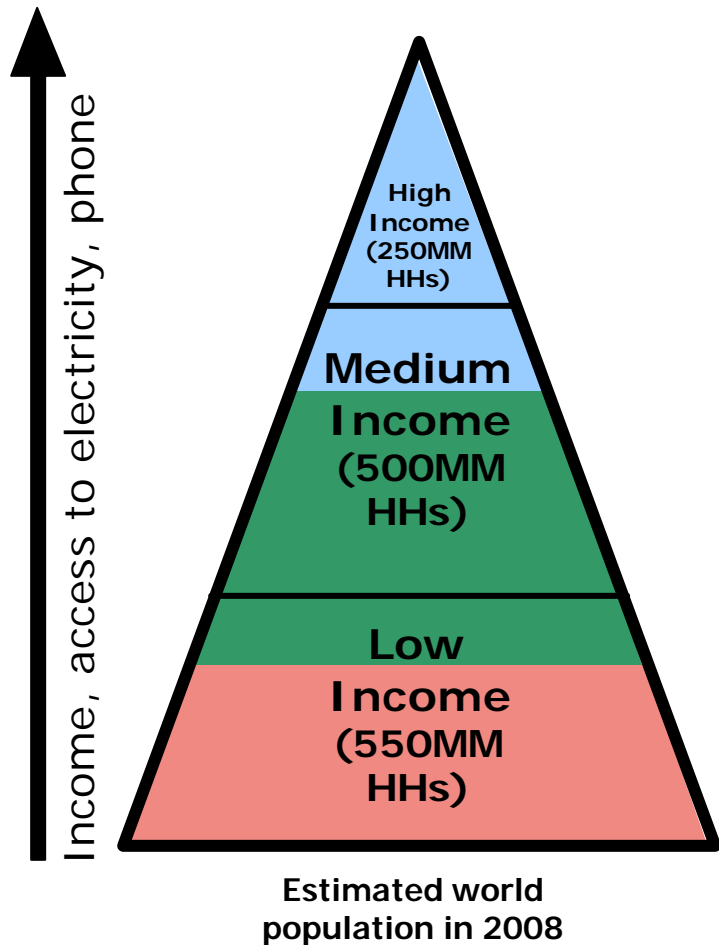 Income, access to electricity, phone
High
Income
(250MM
HHs)
Medium
Income
(500MM
HHs)
Low
Income
(550MM
HHs)
Estimated world
population in 2008